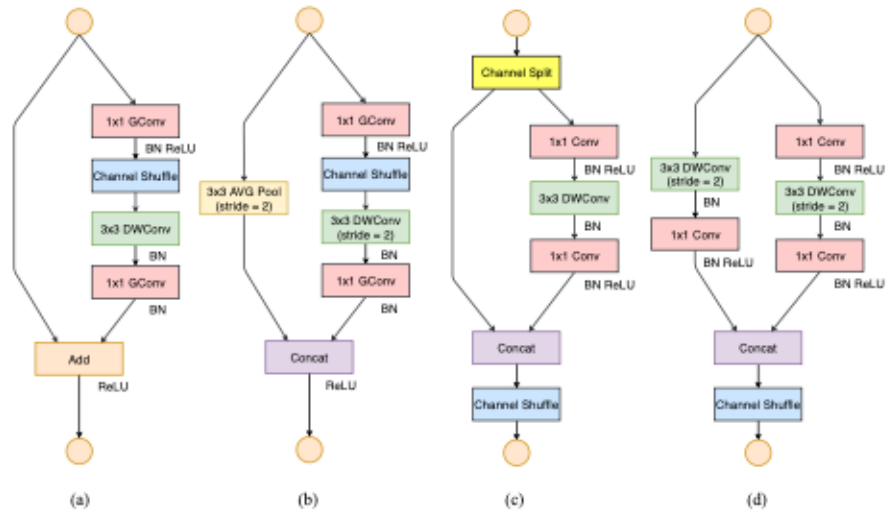 1x1 GConv
BN ReLU
Channel Shuffle
3x3 DWConv
BN
1x1 GConv
BN
Add
ReLU
(a)
1x1 GConv
BN ReLU
Channel Shuffle
3x3 AVG Pool
(stride = 2)
3x3 DWConv
(stride = 2)
BN
1x1 GConv
BN
Concat
ReLU
(b)
Channel Split
1x1 Conv
BN ReLU
3x3 DWConv
BN
1x1 Conv
BN ReLU
Concat
Channel Shuffle
(c)
3x3 DWConv
(stride = 2)
BN
1x1 Conv
BN ReLU
1x1 Conv
BN ReLU
3x3 DWConv
(stride = 2)
BN
1x1 Conv
BN ReLU
Concat
Channel Shuffle
(d)